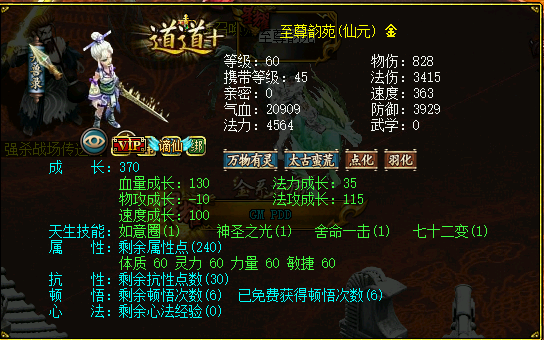 至尊韵苑(仙元) 金
道道十
等级：60 物伤：828
携带等级：45 法伤：3415
亲密：0 速度：363
气血：20909 防御：3929
法力：4564 武学：0
强杀战场传送
VIP 谪仙 绑
万物有灵 太古蛮荒 点化 羽化
成 长：370
血量成长：130 法力成长：35
物攻成长：-10 法攻成长：115
速度成长：100
GM PDD
天生技能：如意圈(1) 神圣之光(1) 舍命一击(1) 七十二变(1)
属 性：剩余属性点(240)
体质 60 灵力 60 力量 60 敏捷 60
抗 性：剩余抗性点数(30)
顿 悟：剩余顿悟次数(6) 已免费获得顿悟次数(6)
心 法：剩余心法经验(0)